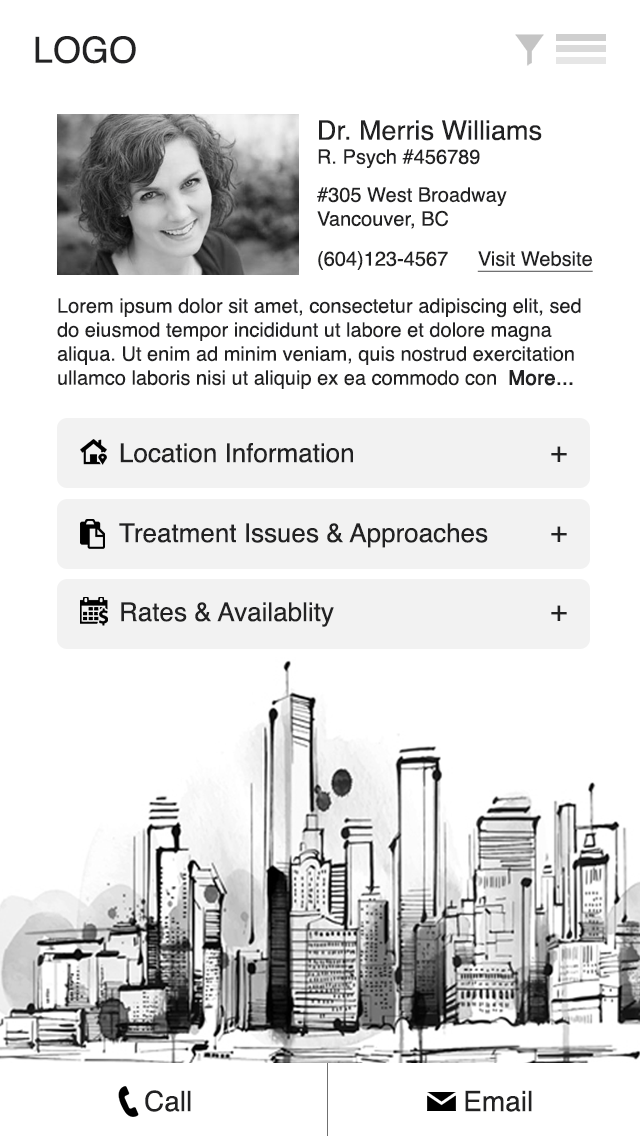 LOGO
Dr. Merris Williams
R. Psych #456789
#305 West Broadway
Vancouver, BC
(604)123-4567 Visit Website
Lorem ipsum dolor sit amet, consectetur adipiscing elit, sed
do eiusmod tempor incididunt ut labore et dolore magna
aliqua. Ut enim ad minim veniam, quis nostrud exercitation
ullamco laboris nisi ut aliquip ex ea commodo con More...
Location Information +
Treatment Issues & Approaches +
Rates & Availablity +
Call Email